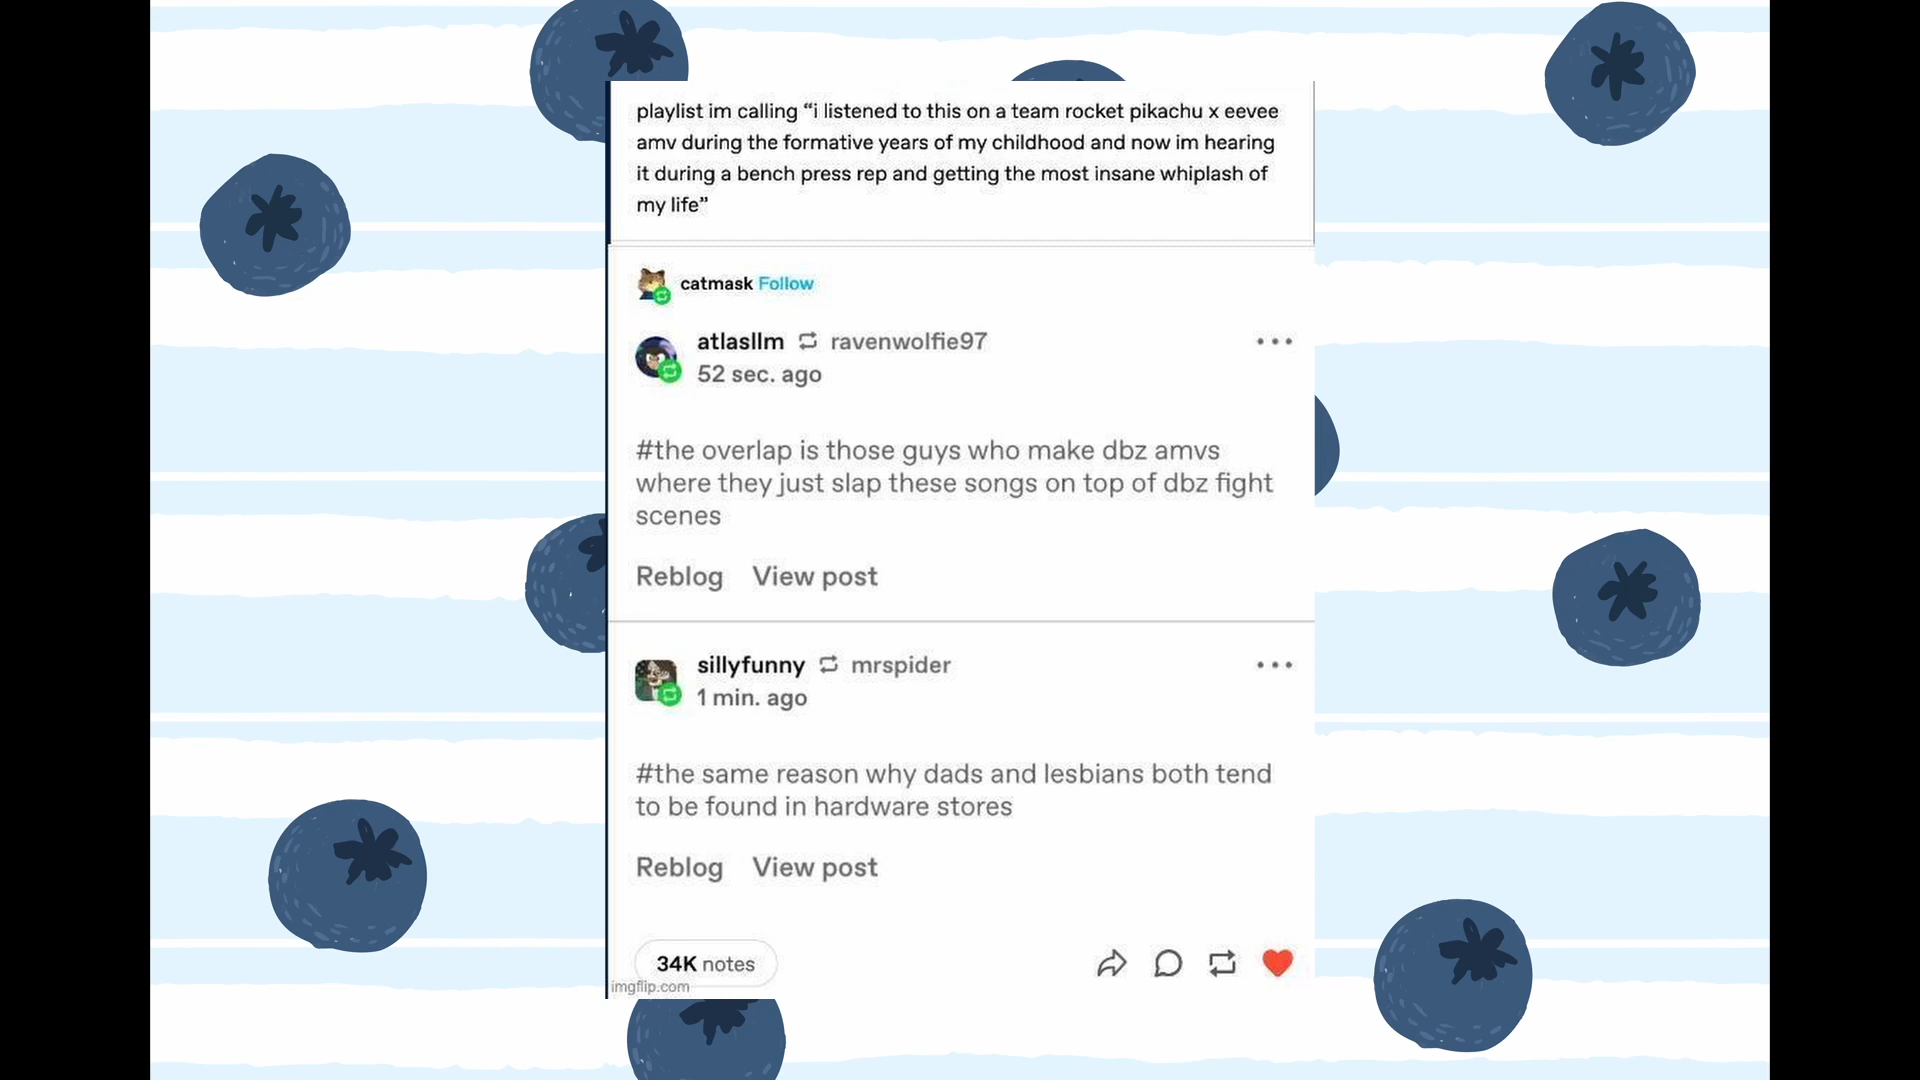 playlist im calling “i listened to this on a team rocket pikachu x eevee
amv during the formative years of my childhood and now im hearing
it during a bench press rep and getting the most insane whiplash of
my life”
catmask Follow
atlasllm ravenwolfie97
52 sec. ago
#the overlap is those guys who make dbz amvs
where they just slap these songs on top of dbz fight
scenes
Reblog View post
sillyfunny mrspider
1 min. ago
#the same reason why dads and lesbians both tend
to be found in hardware stores
Reblog View post
34K notes
imgflip.com